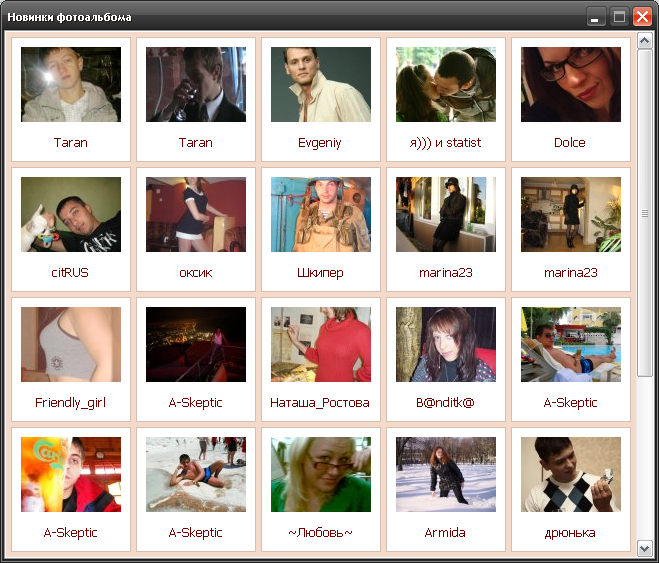 Новинки фотоальбома
Taran
Taran
Evgeniy
я))) и statist
Dolce
citRUS
оксик
Шкипер
marina23
marina23
Friendly_girl
A-Skeptic
Наташа_Ростова
B@nditk@
A-Skeptic
A-Skeptic
A-Skeptic
~Любовь~
Armida
дрюнька